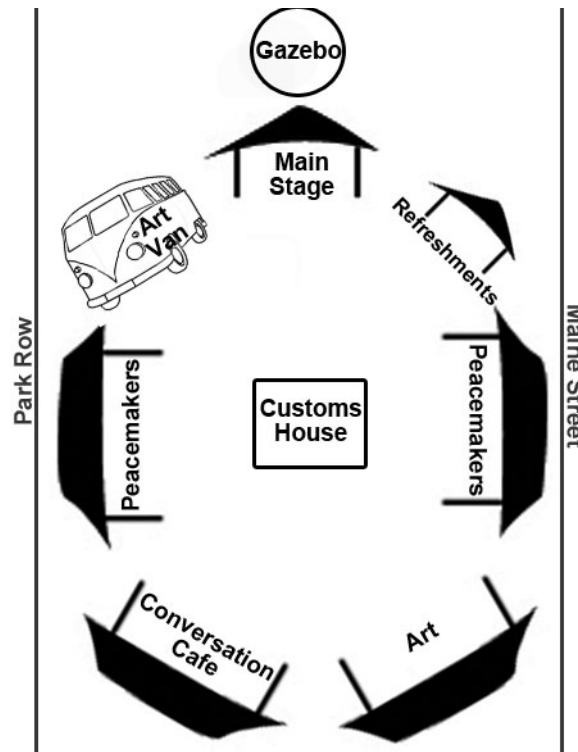 Gazebo
Main
Stage
Art
Van
Refreshments
Park Row
Peacemakers
Customs
House
Peacemakers
Maine Street
Conversation
Cafe
Art